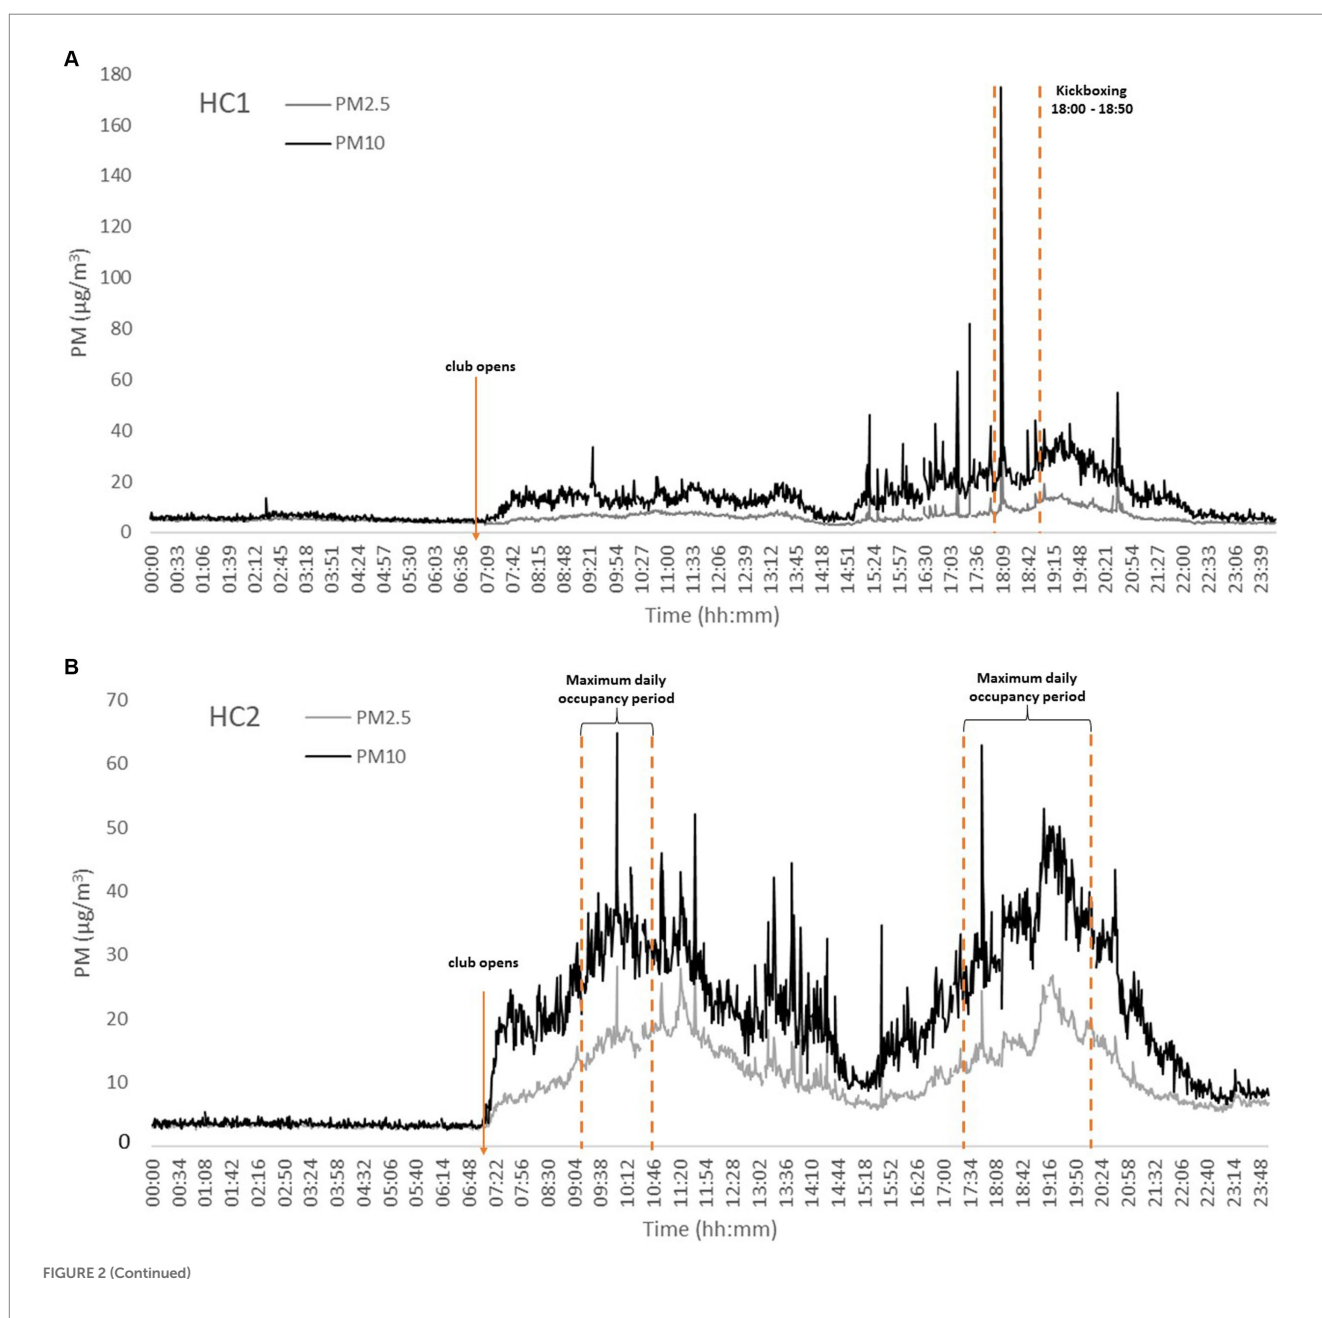 A
180
HC1
PM2.5
PM10
Kickboxing
18:00 - 18:50
160
140
120
100
80
60
40
20
0
PM (µg/m³)
club opens
00:00 00:33 01:06 01:39 02:12 02:45 03:18 03:51 04:24 04:57 05:30 06:03 06:36 07:09 07:42 08:15 08:48 09:21 09:54 10:27 11:00 11:33 12:06 12:39 13:12 13:45 14:18 14:51 15:24 15:57 16:30 17:03 17:36 18:09 18:42 19:15 19:48 20:21 20:54 21:27 22:00 22:33 23:06 23:39
Time (hh:mm)
B
Maximum daily
occupancy period
Maximum daily
occupancy period
HC2
PM2.5
PM10
70
60
50
40
30
20
10
0
PM (µg/m³)
club opens
00:00 00:34 01:08 01:42 02:16 02:50 03:24 03:58 04:32 05:06 05:40 06:14 06:48 07:22 07:56 08:30 09:04 09:38 10:12 10:46 11:20 11:54 12:28 13:02 13:36 14:10 14:44 15:18 15:52 16:26 17:00 17:34 18:08 18:42 19:16 19:50 20:24 20:58 21:32 22:06 22:40 23:14 23:48
Time (hh:mm)
FIGURE 2 (Continued)